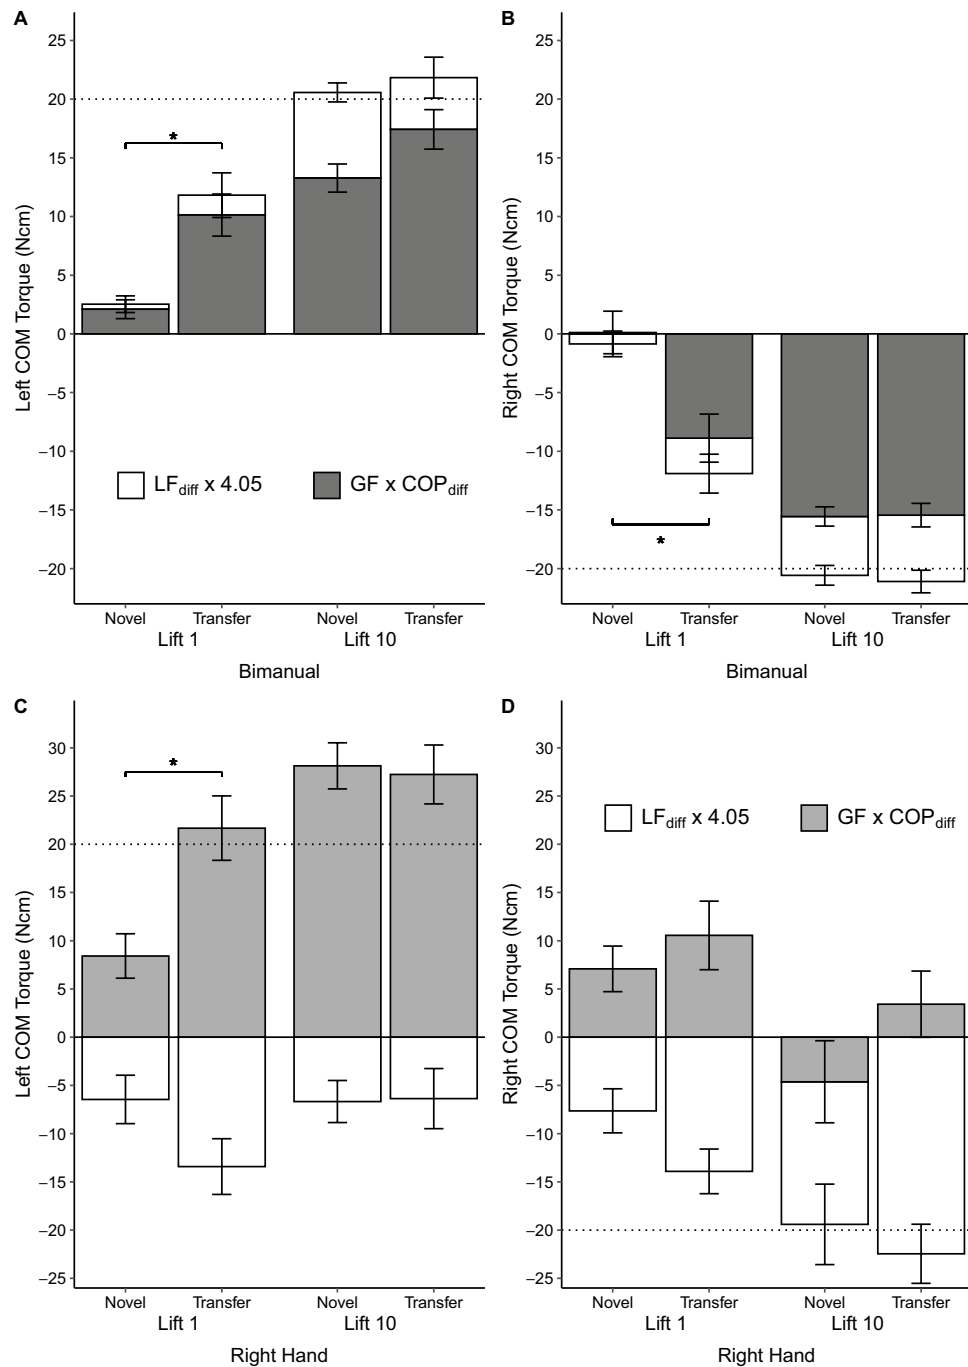 A
25
20
15
10
5
0
−5
−10
−15
−20
Left COM Torque (Ncm)
*
LFdiff x 4.05
GF x COPdiff
Novel Transfer Novel Transfer
Lift 1 Lift 10
Bimanual
B
25
20
15
10
5
0
−5
−10
−15
−20
Right COM Torque (Ncm)
*
Novel Transfer Novel Transfer
Lift 1 Lift 10
Bimanual
C
30
25
20
15
10
5
0
−5
−10
−15
−20
−25
Left COM Torque (Ncm)
*
Novel Transfer Novel Transfer
Lift 1 Lift 10
Right Hand
D
30
25
20
15
10
5
0
−5
−10
−15
−20
−25
Right COM Torque (Ncm)
LFdiff x 4.05
GF x COPdiff
Novel Transfer Novel Transfer
Lift 1 Lift 10
Right Hand